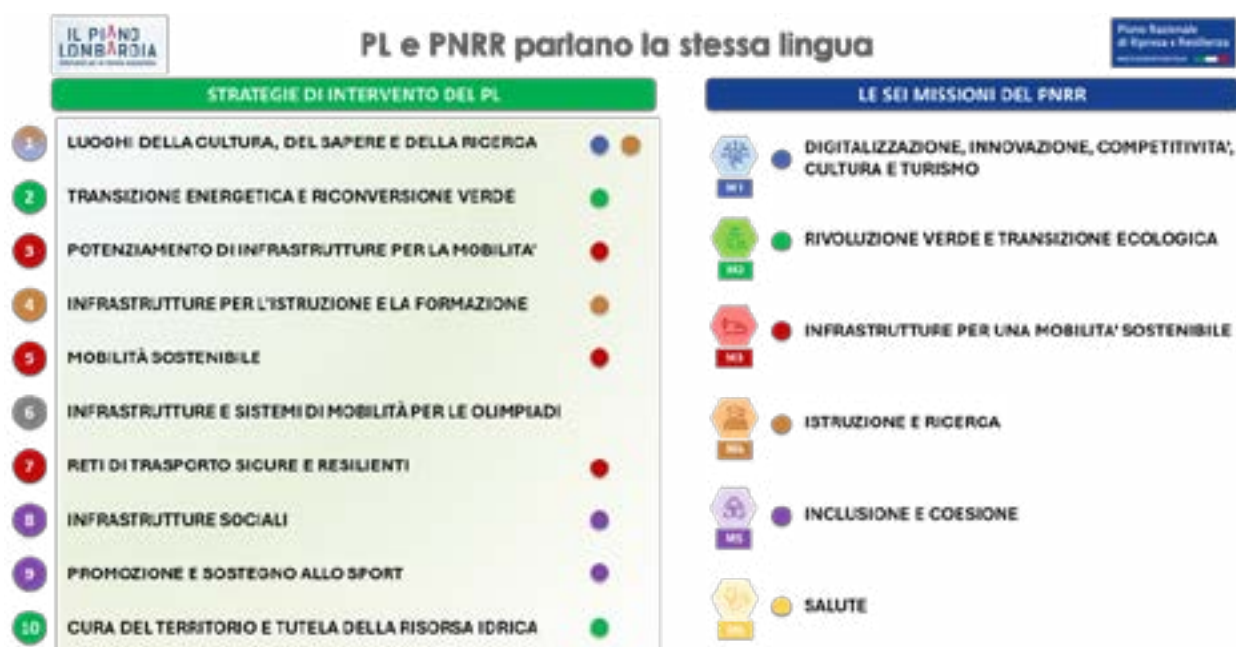 IL PIANO
LOMBARDIA
PL e PNRR parlano la stessa lingua
Piano Nazionale
di Ripresa e Resilienza
STRATEGIE DI INTERVENTO DEL PL
1 LUOGHI DELLA CULTURA, DEL SAPERE E DELLA RICERCA
2 TRANSIZIONE ENERGETICA E RICONVERSIONE VERDE
3 POTENZIAMENTO DI INFRASTRUTTURE PER LA MOBILITA'
4 INFRASTRUTTURE PER L'ISTRUZIONE E LA FORMAZIONE
5 MOBILITÀ SOSTENIBILE
6 INFRASTRUTTURE E SISTEMI DI MOBILITÀ PER LE OLIMPIADI
7 RETI DI TRASPORTO SICURE E RESILIENTI
8 INFRASTRUTTURE SOCIALI
9 PROMOZIONE E SOSTEGNO ALLO SPORT
10 CURA DEL TERRITORIO E TUTELA DELLA RISORSA IDRICA
LE SEI MISSIONI DEL PNRR
M1 DIGITALIZZAZIONE, INNOVAZIONE, COMPETITIVITA',
CULTURA E TURISMO
M2 RIVOLUZIONE VERDE E TRANSIZIONE ECOLOGICA
M3 INFRASTRUTTURE PER UNA MOBILITA' SOSTENIBILE
M4 ISTRUZIONE E RICERCA
M5 INCLUSIONE E COESIONE
M6 SALUTE